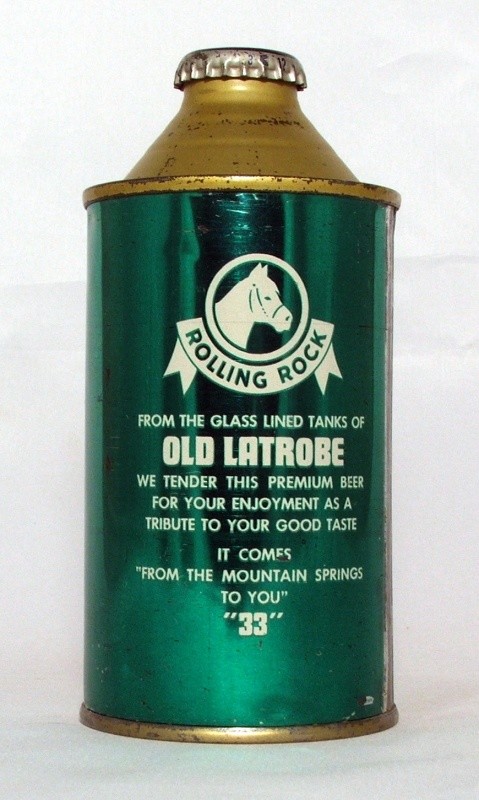 ROLLING ROCK
FROM THE GLASS LINED TANKS OF
OLD LATROBE
WE TENDER THIS PREMIUM BEER
FOR YOUR ENJOYMENT AS A
TRIBUTE TO YOUR GOOD TASTE
IT COMES
"FROM THE MOUNTAIN SPRINGS
TO YOU"
"33"